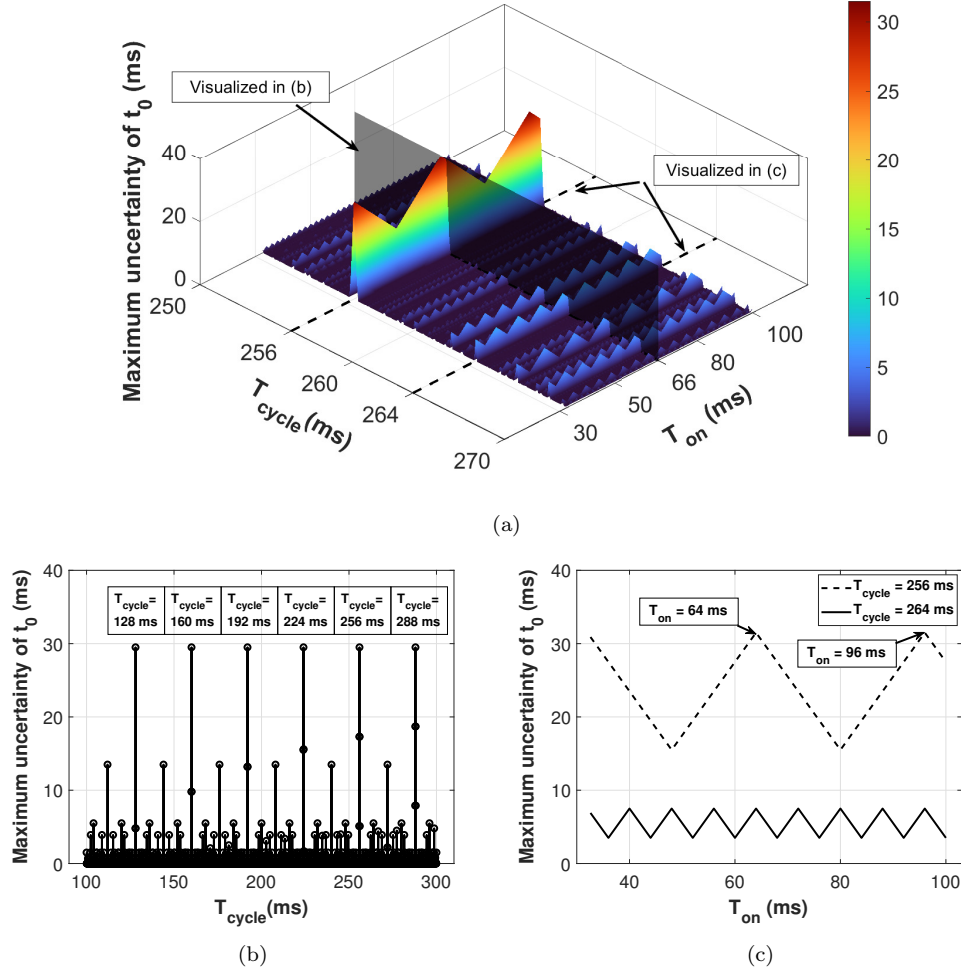 Visualized in (b)
Visualized in (c)
Maximum uncertainty of t0 (ms)
40
20
0
250
256
260
264
270
Tcycle(ms)
30
50
66
80
100
Ton (ms)
30
25
20
15
10
5
0
(a)
Maximum uncertainty of t0 (ms)
40
30
20
10
0
Tcycle= Tcycle= Tcycle= Tcycle= Tcycle= Tcycle=
128 ms 160 ms 192 ms 224 ms 256 ms 288 ms
100 150 200 250 300
Tcycle(ms)
(b)
Maximum uncertainty of t0 (ms)
40
30
20
10
0
Tcycle = 256 ms
Tcycle = 264 ms
Ton = 64 ms
Ton = 96 ms
40 60 80 100
Ton (ms)
(c)